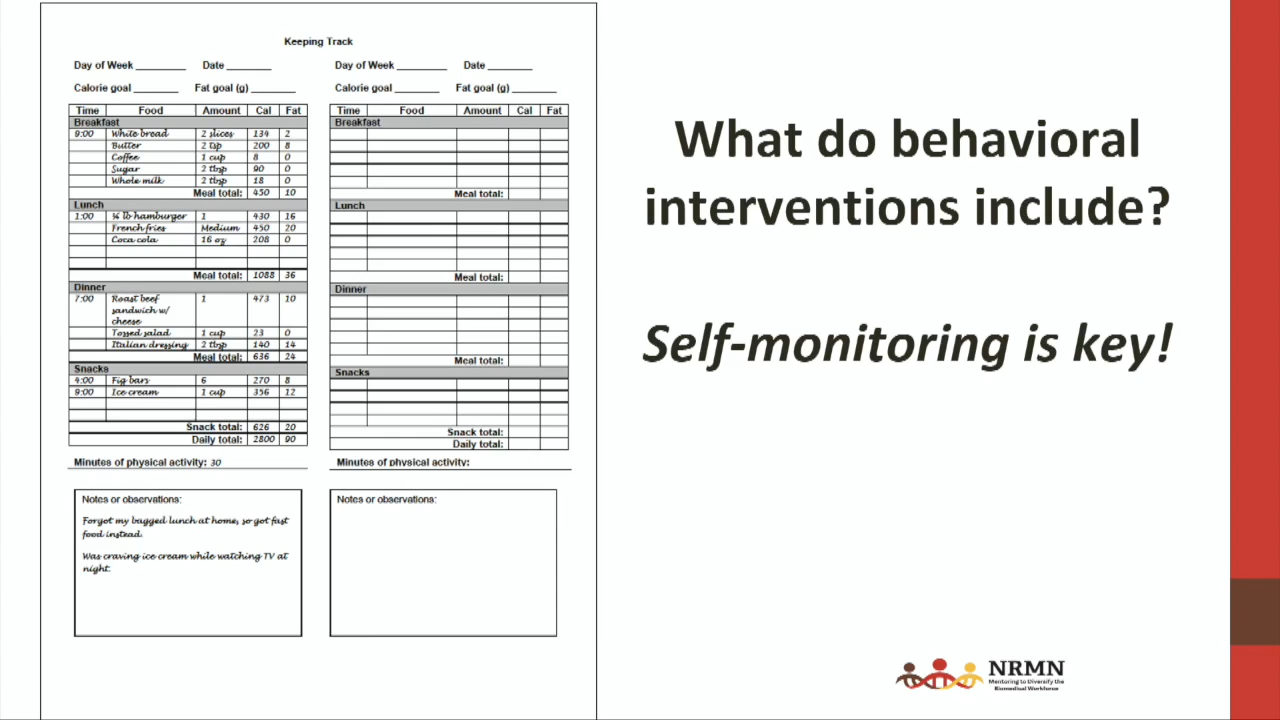 Keeping Track
Day of Week ________ Date _______
Calorie goal ________ Fat goal (g) _______
Time Food Amount Cal Fat
Breakfast
9:00 White bread 2 slices 134 2
Butter 2 tsp 200 8
Coffee 1 cup 8 0
Sugar 2 tbsp 90 0
Whole milk 2 tbsp 18 0
Meal total: 450 10
Lunch
1:00 ¼ lb hamburger 1 430 16
French fries Medium 450 20
Coca cola 16 oz 208 0
Meal total: 1088 36
Dinner
7:00 Roast beef 1 473 10
sandwich w/
cheese
Tossed salad 1 cup 23 0
Italian dressing 2 tbsp 140 14
Meal total: 636 24
Snacks
4:00 Fig bars 6 270 8
9:00 Ice cream 1 cup 356 12
Snack total: 626 20
Daily total: 2800 90
Minutes of physical activity: 30
Notes or observations:
Forgot my bagged lunch at home, so got fast
food instead.
Was craving ice cream while watching TV at
night.
Day of Week ________ Date _______
Calorie goal ________ Fat goal (g) _______
Time Food Amount Cal Fat
Breakfast
Meal total:
Lunch
Meal total:
Dinner
Meal total:
Snacks
Snack total:
Daily total:
Minutes of physical activity:
Notes or observations:
What do behavioral
interventions include?
Self-monitoring is key!
NRMN
Mentoring to Diversify the
Biomedical Workforce